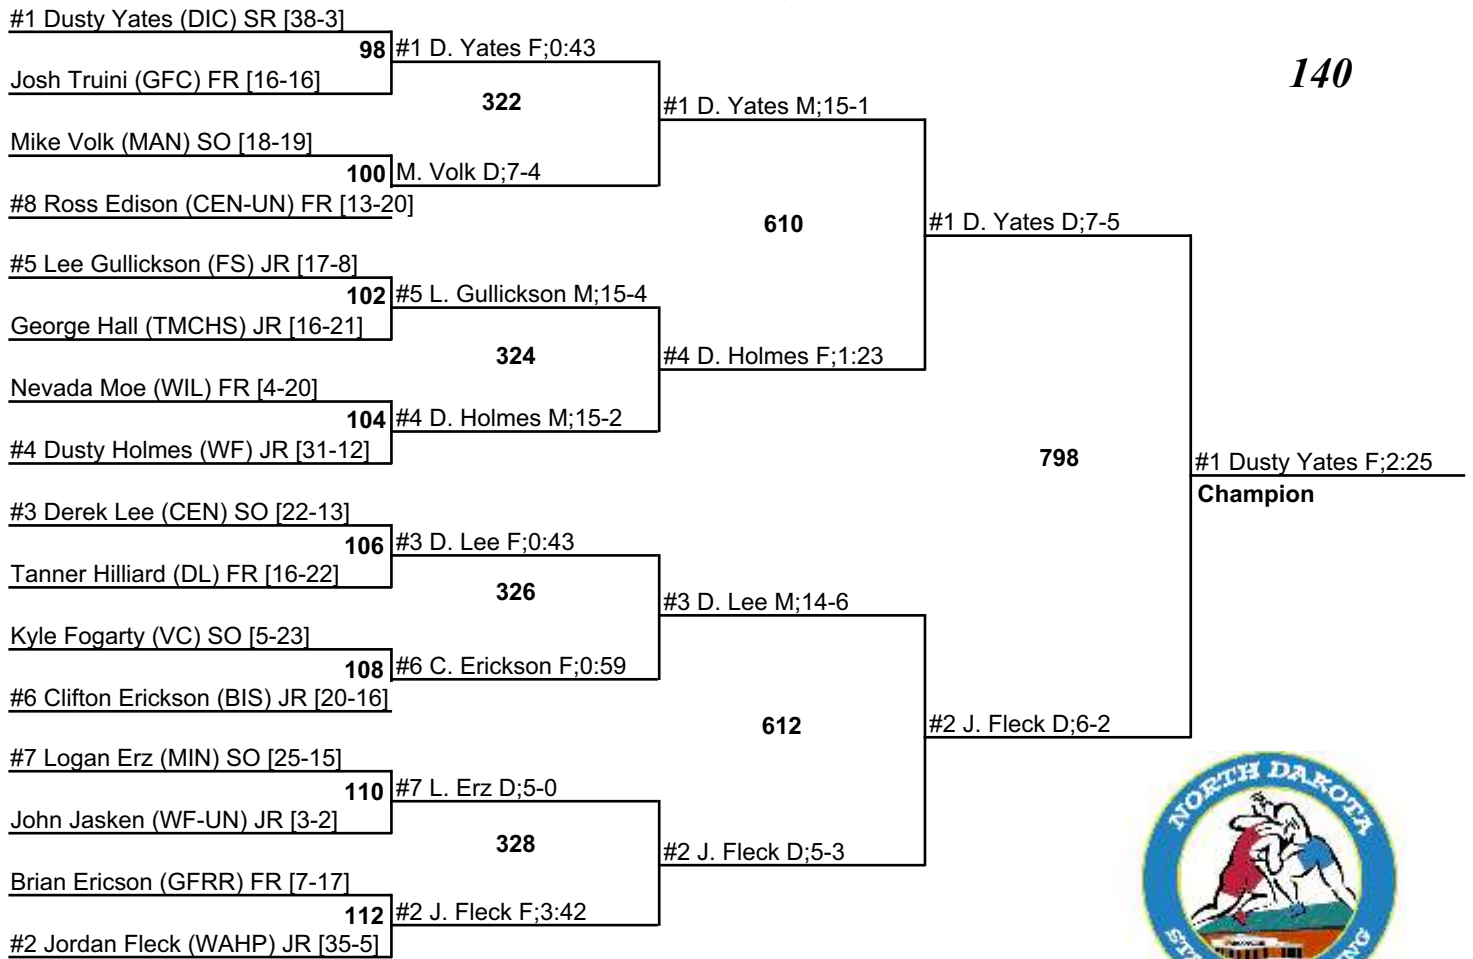 #1 Dusty Yates (DIC) SR [38-3]
98
#1 D. Yates F;0:43
Josh Truini (GFC) FR [16-16]
140
322
#1 D. Yates M;15-1
Mike Volk (MAN) SO [18-19]
100
M. Volk D;7-4
#8 Ross Edison (CEN-UN) FR [13-20]
610
#1 D. Yates D;7-5
#5 Lee Gullickson (FS) JR [17-8]
102
#5 L. Gullickson M;15-4
George Hall (TMCHS) JR [16-21]
324
#4 D. Holmes F;1:23
Nevada Moe (WIL) FR [4-20]
104
#4 D. Holmes M;15-2
#4 Dusty Holmes (WF) JR [31-12]
798
#1 Dusty Yates F;2:25
Champion
#3 Derek Lee (CEN) SO [22-13]
106
#3 D. Lee F;0:43
Tanner Hilliard (DL) FR [16-22]
326
#3 D. Lee M;14-6
Kyle Fogarty (VC) SO [5-23]
108
#6 C. Erickson F;0:59
#6 Clifton Erickson (BIS) JR [20-16]
612
#2 J. Fleck D;6-2
#7 Logan Erz (MIN) SO [25-15]
110
#7 L. Erz D;5-0
John Jasken (WF-UN) JR [3-2]
328
#2 J. Fleck D;5-3
Brian Ericson (GFRR) FR [7-17]
112
#2 J. Fleck F;3:42
#2 Jordan Fleck (WAHP) JR [35-5]
NORTH DAKOTA